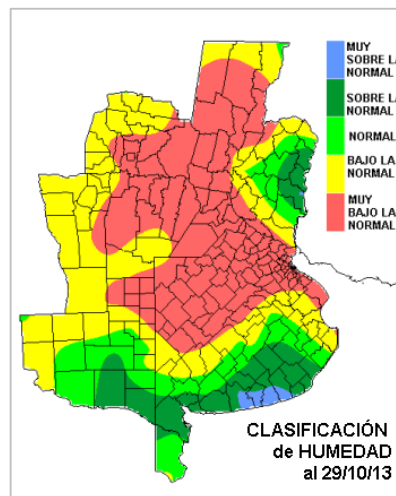 MUY
SOBRE LA
NORMAL
SOBRE LA
NORMAL
NORMAL
BAJO LA
NORMAL
MUY
BAJO LA
NORMAL
CLASIFICACIÓN
de HUMEDAD
al 29/10/13